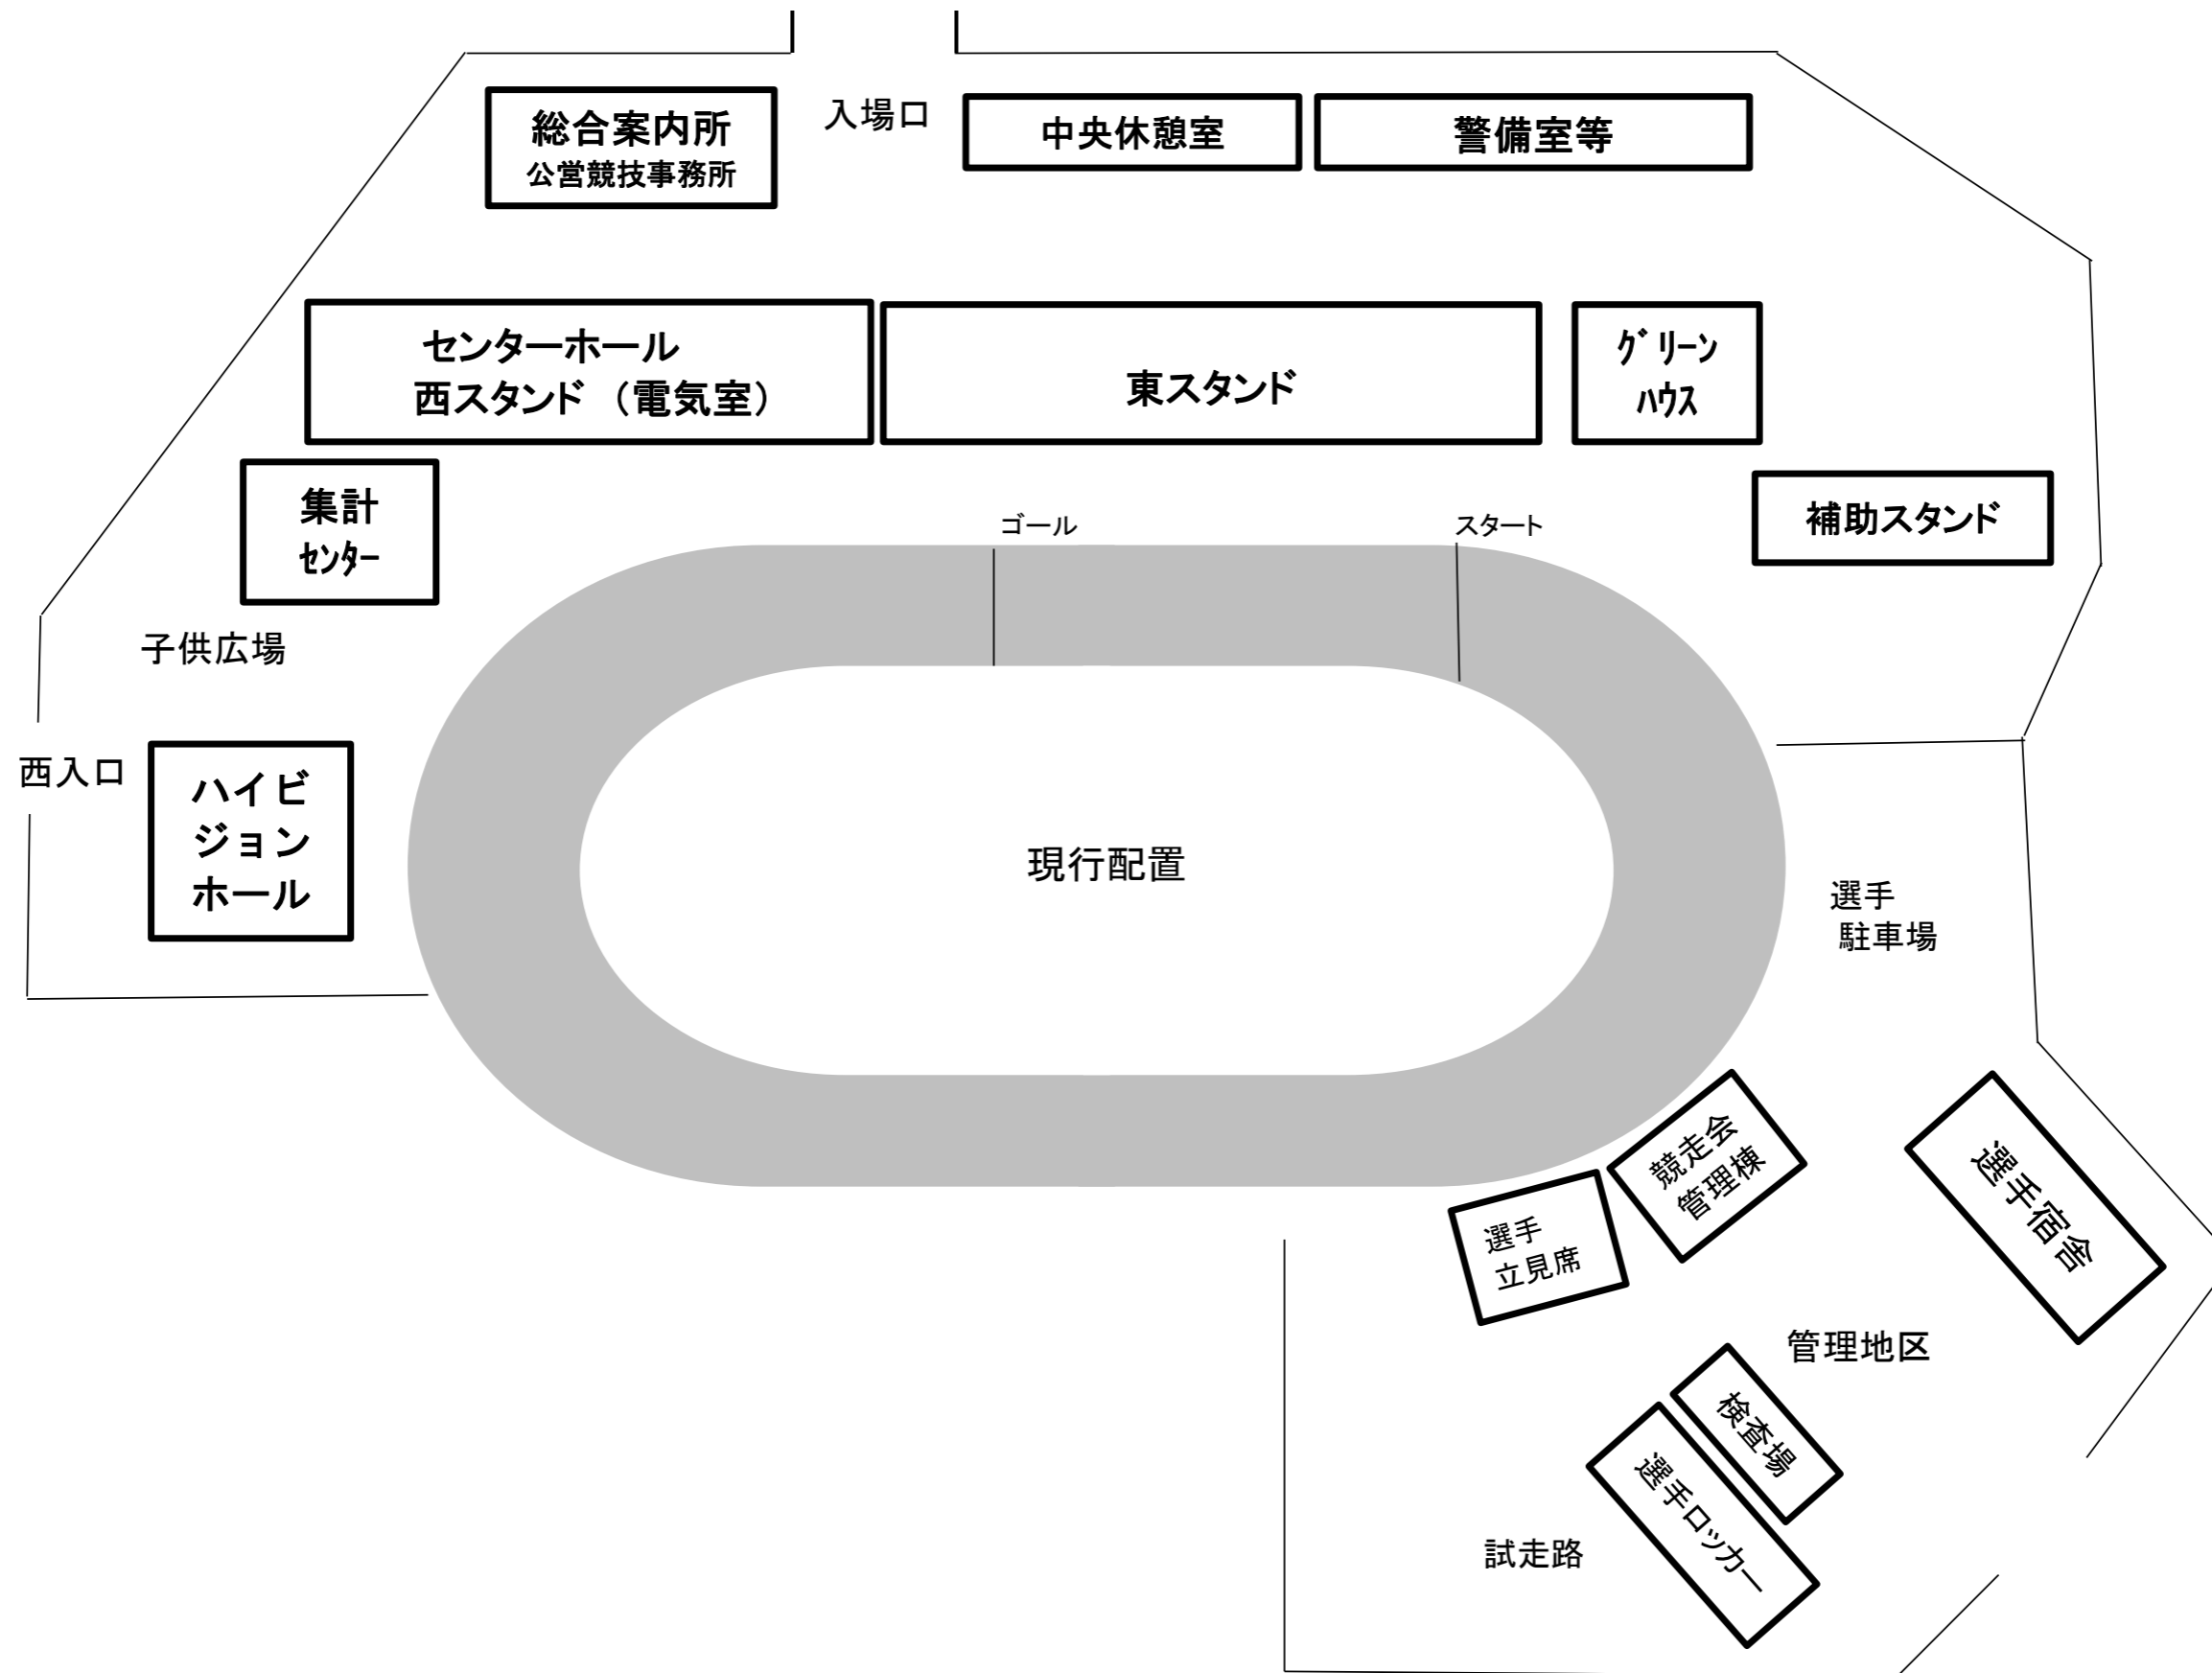 総合案内所
公営競技事務所
入場口
中央休憩室
警備室等
センターホール
西スタンド（電気室）
東スタンド
ｸﾞﾘｰﾝ
ﾊｳｽ
集計
ｾﾝﾀｰ
ゴール
スタート
補助スタンド
子供広場
西入口
ハイビ
ジョン
ホール
現行配置
選手
駐車場
競走会
管理棟
選手
立見席
選手宿舎
管理地区
検査場
選手ロッカー
試走路